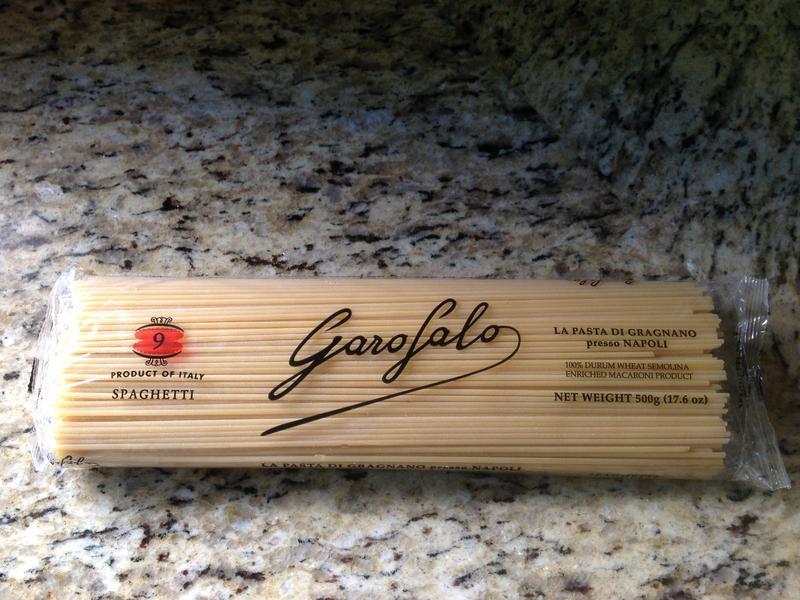 9
PRODUCT OF ITALY
SPAGHETTI
Garofalo
LA PASTA DI GRAGNANO
presso NAPOLI
100% DURUM WHEAT SEMOLINA
ENRICHED MACARONI PRODUCT
NET WEIGHT 500g (17.6 oz)
LA PASTA DI GRAGNANO presso NAPOLI